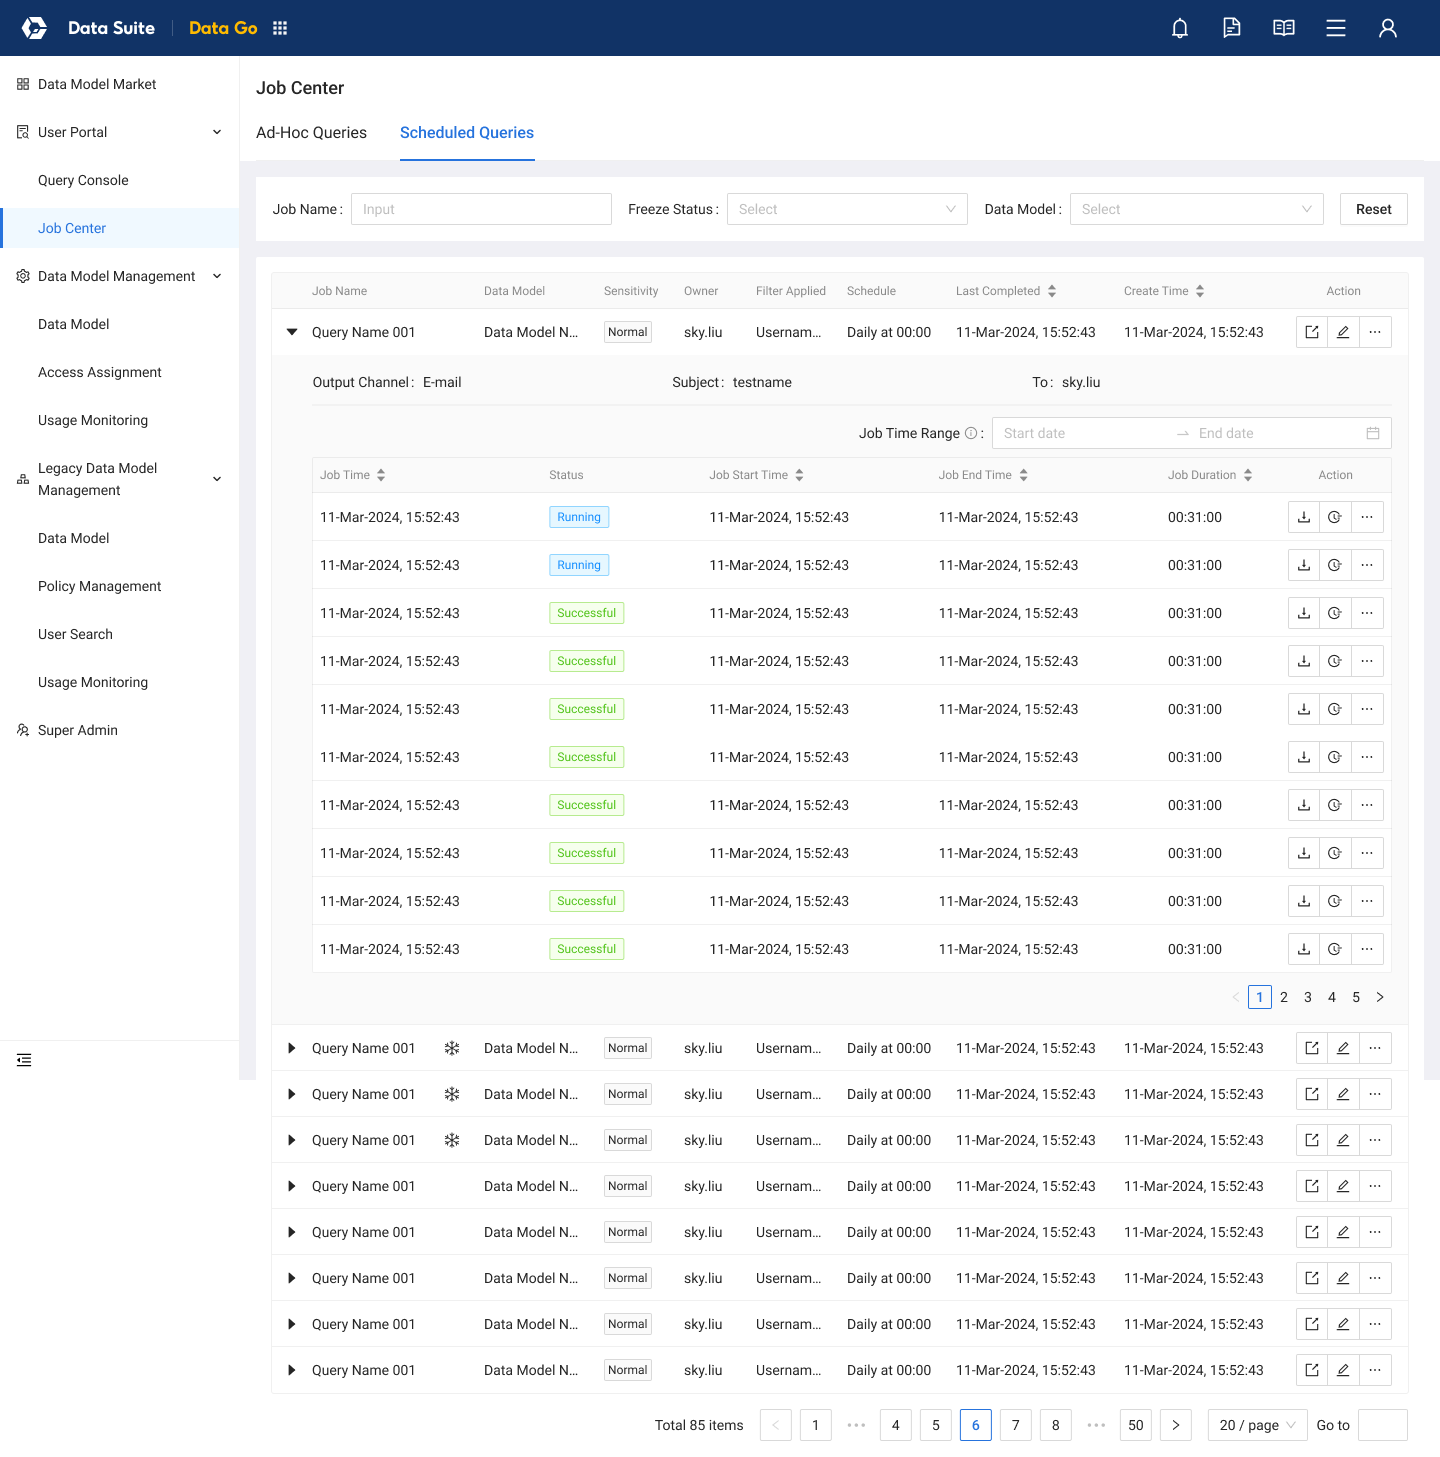 Data Suite
Data Go
Data Model Market
User Portal
Query Console
Job Center
Data Model Management
Data Model
Access Assignment
Usage Monitoring
Legacy Data Model
Management
Data Model
Policy Management
User Search
Usage Monitoring
Super Admin
Job Center
Ad-Hoc Queries Scheduled Queries
Job Name : Input Freeze Status : Select Data Model : Select Reset
Job Name Data Model Sensitivity Owner Filter Applied Schedule Last Completed Create Time Action
Query Name 001 Data Model N... Normal sky.liu Usernam... Daily at 00:00 11-Mar-2024, 15:52:43 11-Mar-2024, 15:52:43 ...
Output Channel : E-mail Subject : testname To : sky.liu
Job Time Range : Start date End date
Job Time Status Job Start Time Job End Time Job Duration Action
11-Mar-2024, 15:52:43 Running 11-Mar-2024, 15:52:43 11-Mar-2024, 15:52:43 00:31:00 ...
11-Mar-2024, 15:52:43 Running 11-Mar-2024, 15:52:43 11-Mar-2024, 15:52:43 00:31:00 ...
11-Mar-2024, 15:52:43 Successful 11-Mar-2024, 15:52:43 11-Mar-2024, 15:52:43 00:31:00 ...
11-Mar-2024, 15:52:43 Successful 11-Mar-2024, 15:52:43 11-Mar-2024, 15:52:43 00:31:00 ...
11-Mar-2024, 15:52:43 Successful 11-Mar-2024, 15:52:43 11-Mar-2024, 15:52:43 00:31:00 ...
11-Mar-2024, 15:52:43 Successful 11-Mar-2024, 15:52:43 11-Mar-2024, 15:52:43 00:31:00 ...
11-Mar-2024, 15:52:43 Successful 11-Mar-2024, 15:52:43 11-Mar-2024, 15:52:43 00:31:00 ...
11-Mar-2024, 15:52:43 Successful 11-Mar-2024, 15:52:43 11-Mar-2024, 15:52:43 00:31:00 ...
11-Mar-2024, 15:52:43 Successful 11-Mar-2024, 15:52:43 11-Mar-2024, 15:52:43 00:31:00 ...
11-Mar-2024, 15:52:43 Successful 11-Mar-2024, 15:52:43 11-Mar-2024, 15:52:43 00:31:00 ...
< 1 2 3 4 5 >
Query Name 001 Data Model N... Normal sky.liu Usernam... Daily at 00:00 11-Mar-2024, 15:52:43 11-Mar-2024, 15:52:43 ...
Query Name 001 Data Model N... Normal sky.liu Usernam... Daily at 00:00 11-Mar-2024, 15:52:43 11-Mar-2024, 15:52:43 ...
Query Name 001 Data Model N... Normal sky.liu Usernam... Daily at 00:00 11-Mar-2024, 15:52:43 11-Mar-2024, 15:52:43 ...
Query Name 001 Data Model N... Normal sky.liu Usernam... Daily at 00:00 11-Mar-2024, 15:52:43 11-Mar-2024, 15:52:43 ...
Query Name 001 Data Model N... Normal sky.liu Usernam... Daily at 00:00 11-Mar-2024, 15:52:43 11-Mar-2024, 15:52:43 ...
Query Name 001 Data Model N... Normal sky.liu Usernam... Daily at 00:00 11-Mar-2024, 15:52:43 11-Mar-2024, 15:52:43 ...
Query Name 001 Data Model N... Normal sky.liu Usernam... Daily at 00:00 11-Mar-2024, 15:52:43 11-Mar-2024, 15:52:43 ...
Query Name 001 Data Model N... Normal sky.liu Usernam... Daily at 00:00 11-Mar-2024, 15:52:43 11-Mar-2024, 15:52:43 ...
Total 85 items < 1 ••• 4 5 6 7 8 ••• 50 > 20 / page Go to